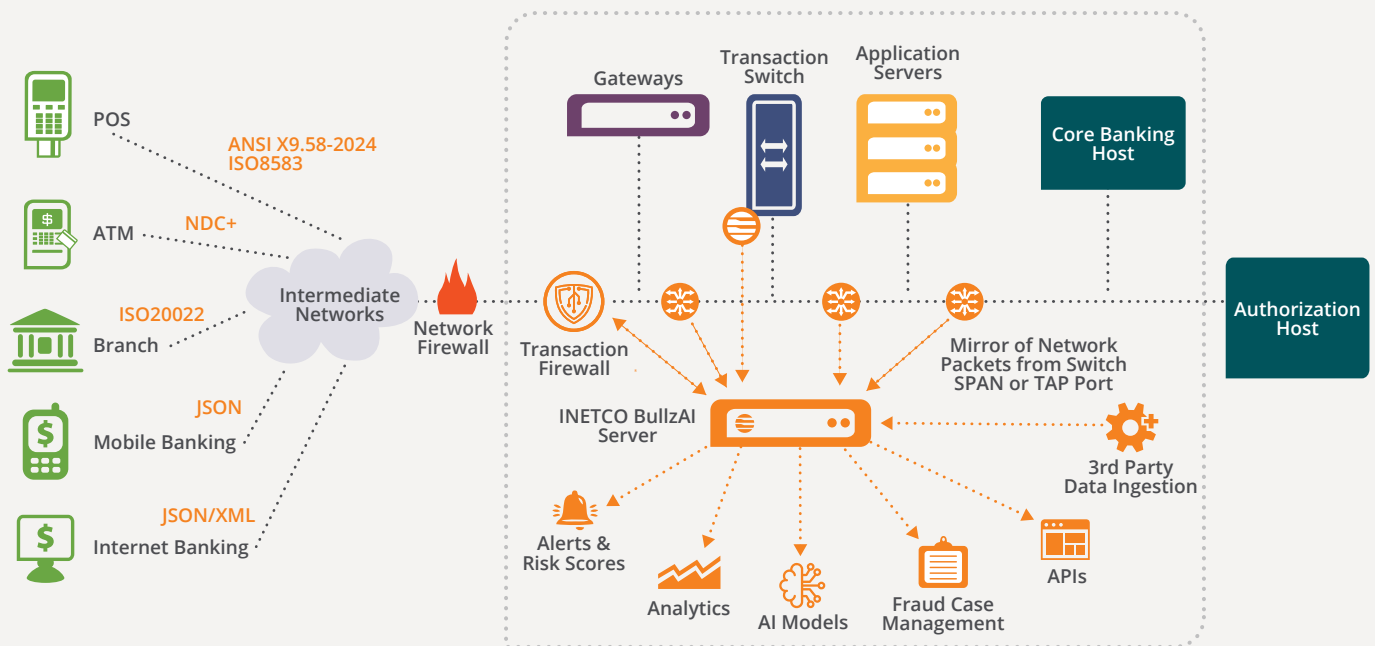 POS
ANSI X9.58-2024
ISO8583
ATM
NDC+
ISO20022
Branch
JSON
Mobile Banking
JSON/XML
Internet Banking
Intermediate
Networks
Network
Firewall
Gateways
Transaction
Switch
Application
Servers
Core Banking
Host
Authorization
Host
Transaction
Firewall
Mirror of Network
Packets from Switch
SPAN or TAP Port
INETCO BullzAI
Server
3rd Party
Data Ingestion
Alerts &
Risk Scores
Analytics
AI Models
Fraud Case
Management
APIs
$
$
$